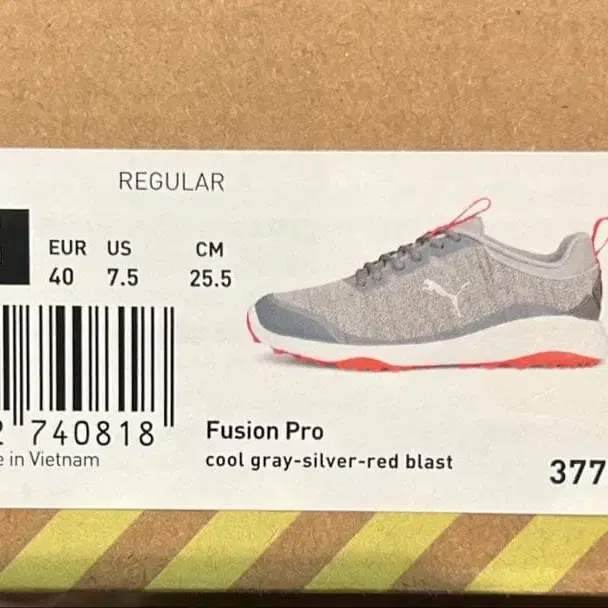 REGULAR
EUR US CM
40 7.5 25.5
2 740818
e in Vietnam
Fusion Pro
cool gray-silver-red blast
377